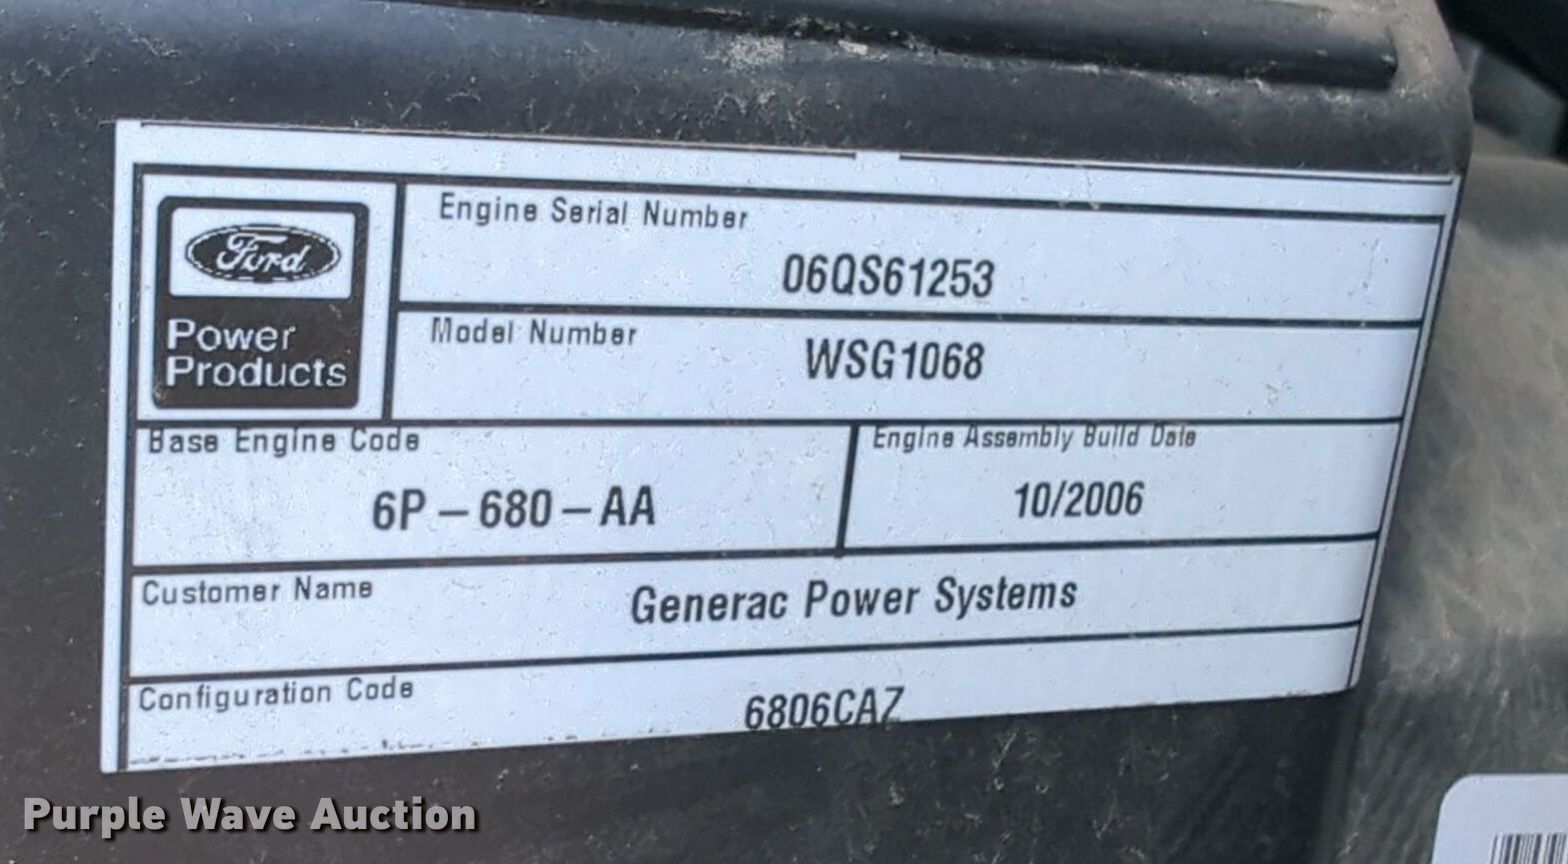 Engine Serial Number
06QS61253
Ford
Power
Products
Model Number
WSG1068
Base Engine Code
6P-680-AA
Engine Assembly Build Date
10/2006
Customer Name
Generac Power Systems
Configuration Code
6806CAZ
Purple Wave Auction